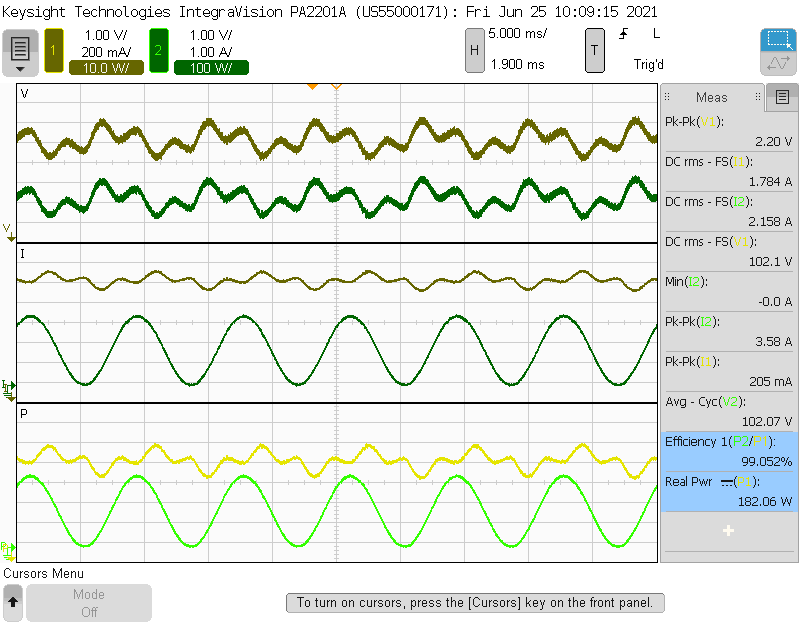 Keysight Technologies IntegraVision PA2201A (US55000171): Fri Jun 25 10:09:15 2021
1
1.00 V/
200 mA/
10.0 W/
2
1.00 V/
1.00 A/
100 W/
H
5.000 ms/
1.900 ms
T
L
Trig'd
V
V
I
I
P
P
Meas
Pk-Pk(V1):
2.20 V
DC rms - FS(I1):
1.784 A
DC rms - FS(I2):
2.158 A
DC rms - FS(V1):
102.1 V
Min(I2):
-0.0 A
Pk-Pk(I2):
3.58 A
Pk-Pk(I1):
205 mA
Avg - Cyc(V2):
102.07 V
Efficiency 1(P2/P ):
99.052%
Real Pwr (P1):
182.06 W
Cursors Menu
Mode
Off
To turn on cursors, press the [Cursors] key on the front panel.